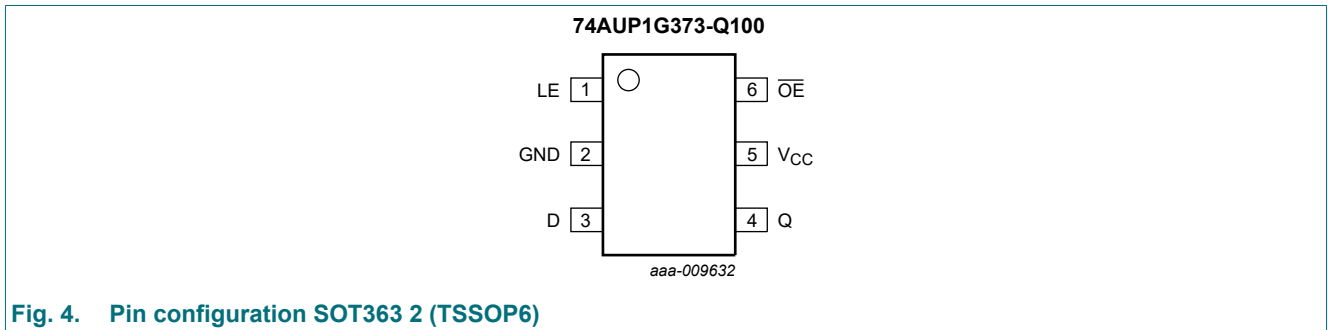 74AUP1G373-Q100
LE 1 6 O̅E̅
GND 2 5 VCC
D 3 4 Q
aaa-009632
Fig. 4. Pin configuration SOT363 2 (TSSOP6)